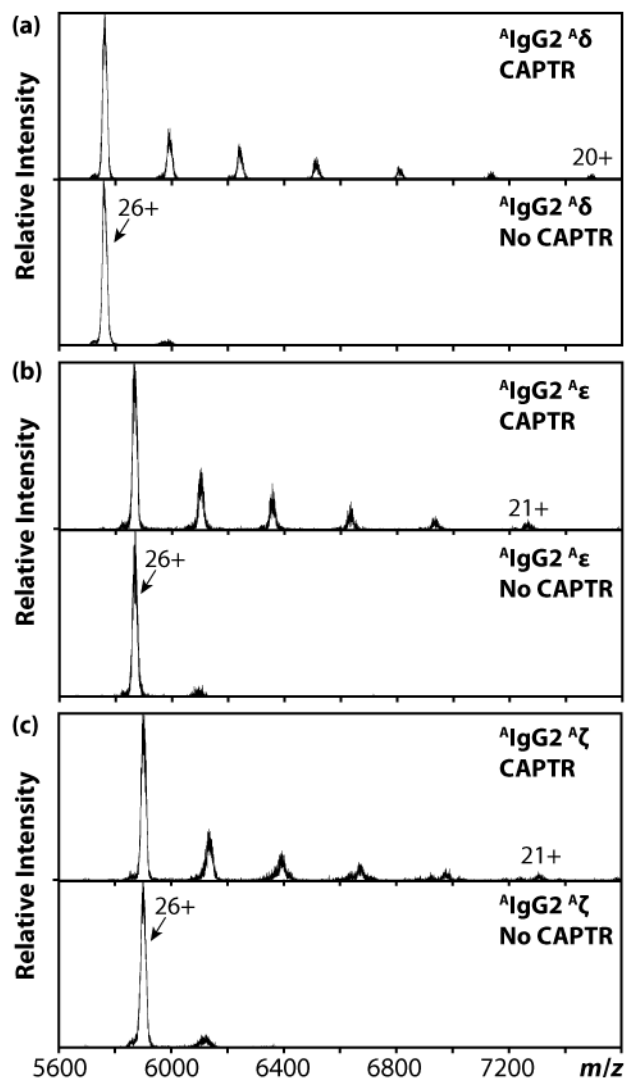 (a)
ᴬIgG2 ᴬδ
CAPTR
20+
Relative Intensity
26+
ᴬIgG2 ᴬδ
No CAPTR
(b)
ᴬIgG2 ᴬε
CAPTR
21+
Relative Intensity
26+
ᴬIgG2 ᴬε
No CAPTR
(c)
ᴬIgG2 ᴬζ
CAPTR
21+
Relative Intensity
26+
ᴬIgG2 ᴬζ
No CAPTR
5600 6000 6400 6800 7200 m/z